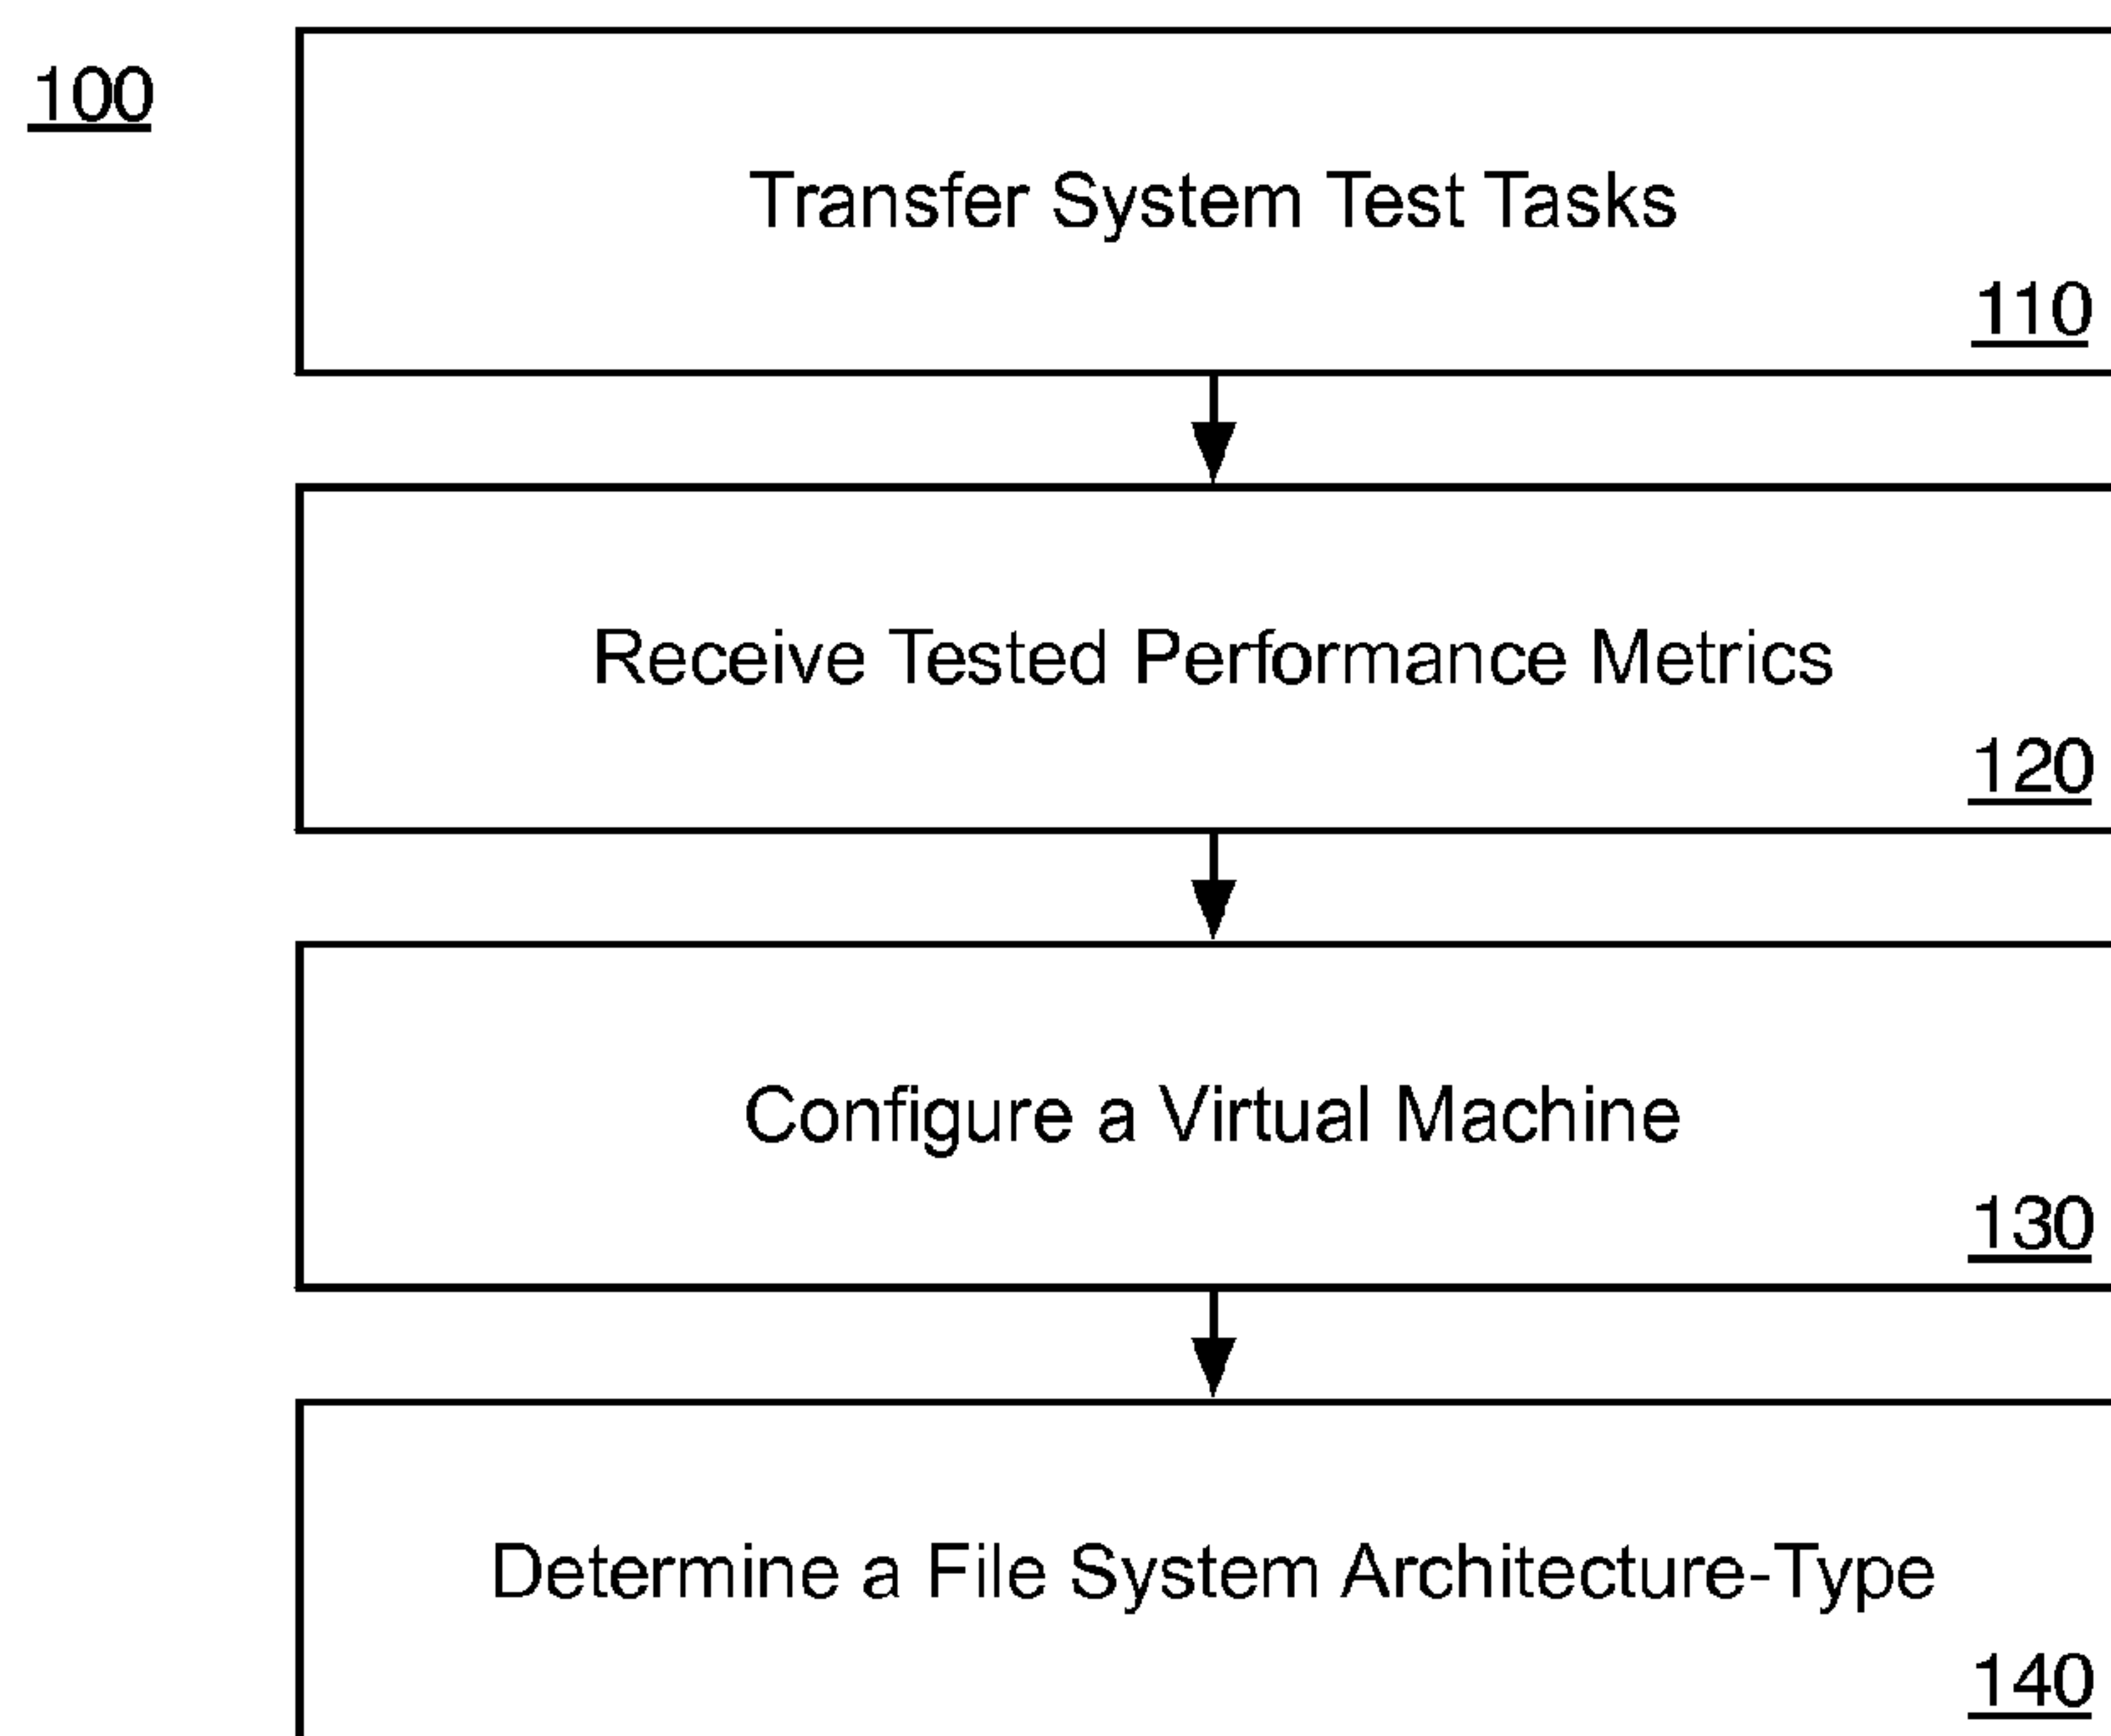 100
Transfer System Test Tasks
110
Receive Tested Performance Metrics
120
Configure a Virtual Machine
130
Determine a File System Architecture-Type
140